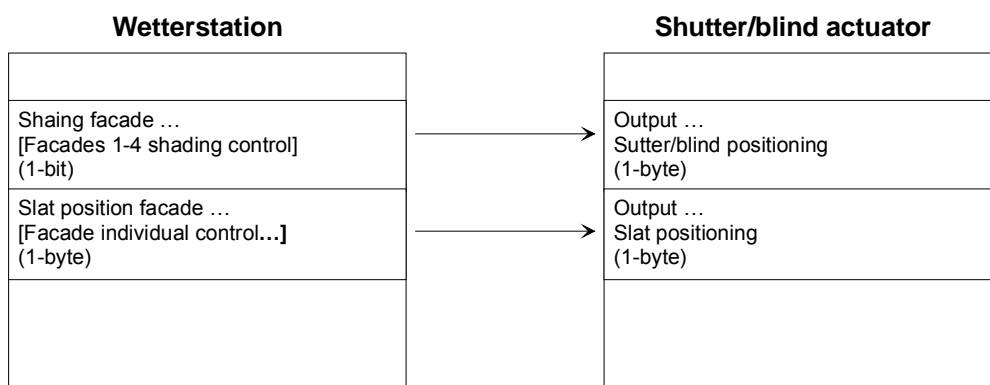 Wetterstation
Shutter/blind actuator
Shaing facade …
[Facades 1-4 shading control]
(1-bit)
Output …
Sutter/blind positioning
(1-byte)
Slat position facade …
[Facade individual control…]
(1-byte)
Output …
Slat positioning
(1-byte)